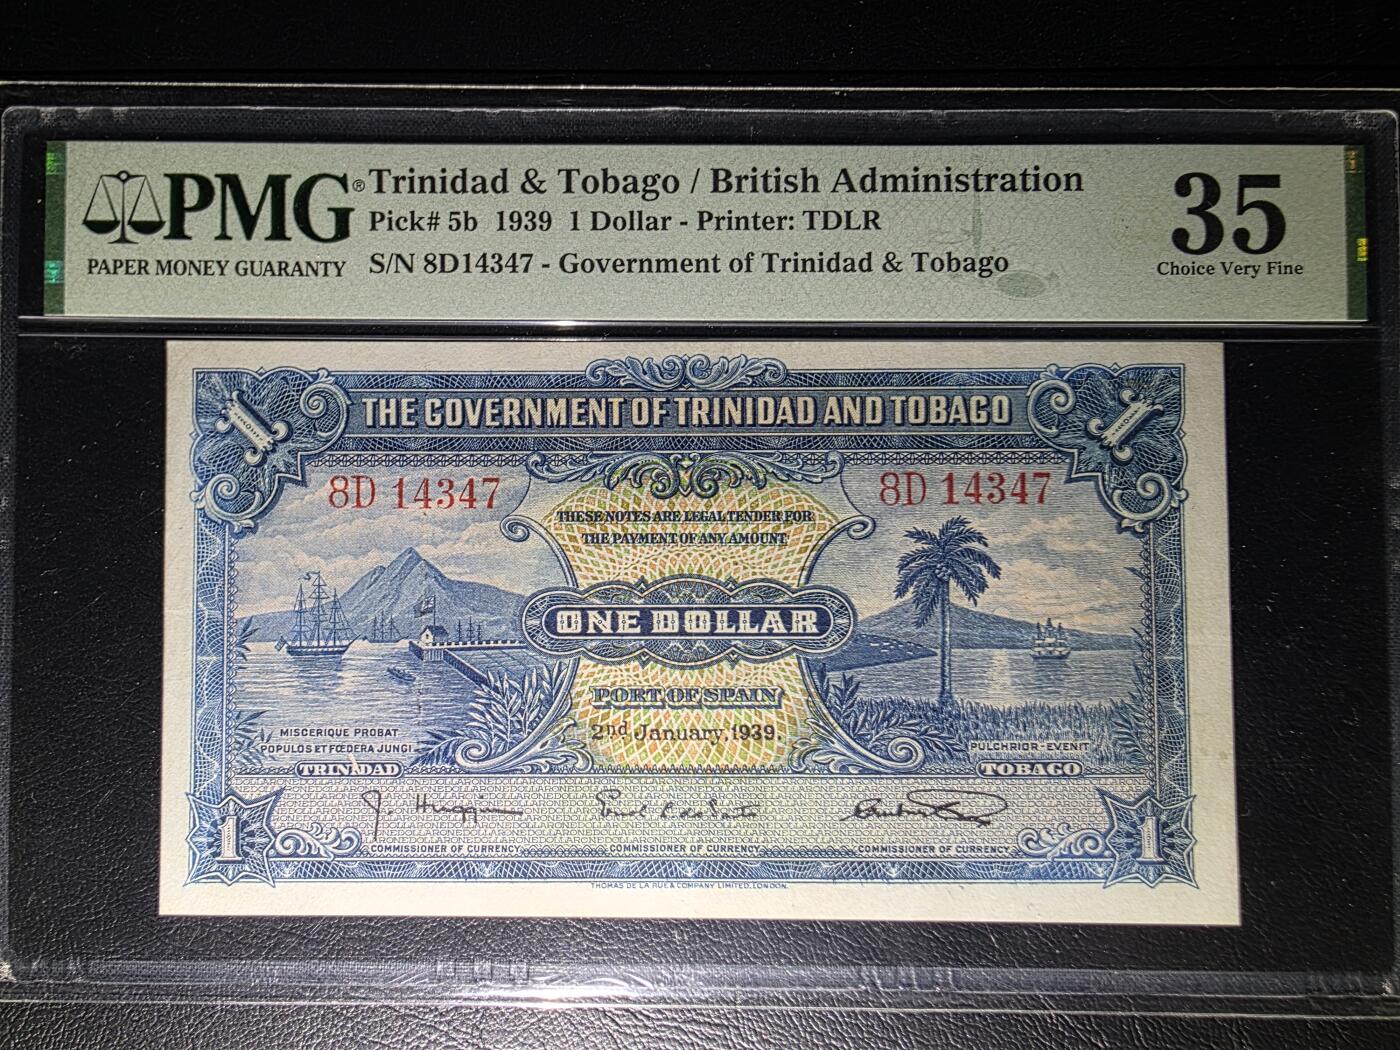 PMG®
PAPER MONEY GUARANTY
Trinidad & Tobago / British Administration
Pick# 5b 1939 1 Dollar - Printer: TDLR
S/N 8D14347 - Government of Trinidad & Tobago
35
Choice Very Fine
THE GOVERNMENT OF TRINIDAD AND TOBAGO
8D 14347
8D 14347
THESE NOTES ARE LEGAL TENDER FOR
THE PAYMENT OF ANY AMOUNT
ONE DOLLAR
PORT OF SPAIN
2nd January, 1939.
MISCERIQUE PROBAT
POPULOS ET FŒDERA JUNGI
TRINIDAD
PULCHRIOR-EVENIT
TOBAGO
1
1
COMMISSIONER OF CURRENCY
COMMISSIONER OF CURRENCY
COMMISSIONER OF CURRENCY
THOMAS DE LA RUE & COMPANY LIMITED, LONDON.